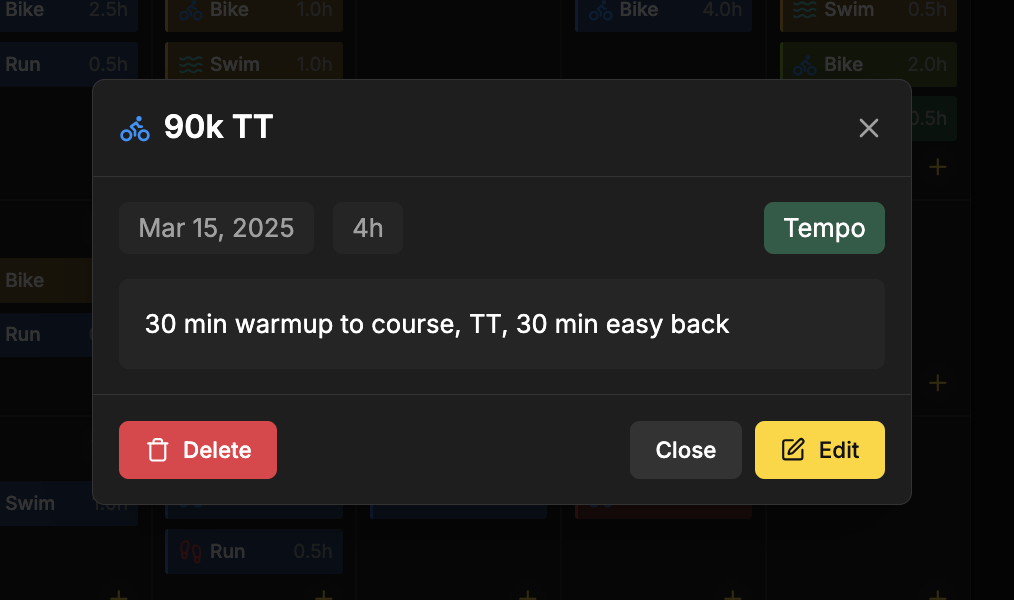 Bike 2.5h Bike 1.0h Bike 4.0h Swim 0.5h
Run 0.5h Swim 1.0h Bike 2.0h
90k TT
0.5h
Mar 15, 2025 4h Tempo
Bike
30 min warmup to course, TT, 30 min easy back
Run
Delete Close Edit
Swim 1.0h
Run 0.5h